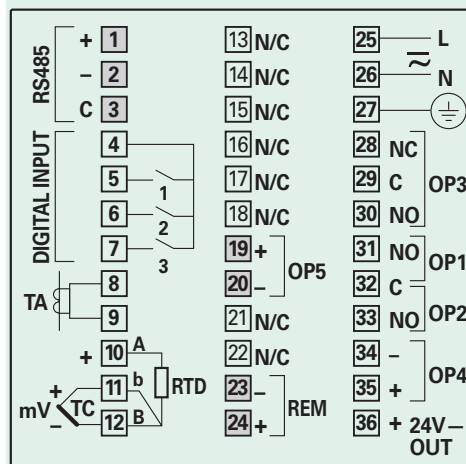 RS485
+ 1
– 2
C 3
DIGITAL INPUT
4
5
1
6
2
7
3
TA
8
9
+ 10 A
+ 11 b RTD
mV TC
– 12 B
13 N/C
14 N/C
15 N/C
16 N/C
17 N/C
18 N/C
19 +
OP5
20 –
21 N/C
22 N/C
23 –
REM
24 +
25 L
26 N
27
28 NC
29 C OP3
30 NO
31 NO OP1
32 C
33 NO OP2
34 –
OP4
35 +
36 + 24V
OUT